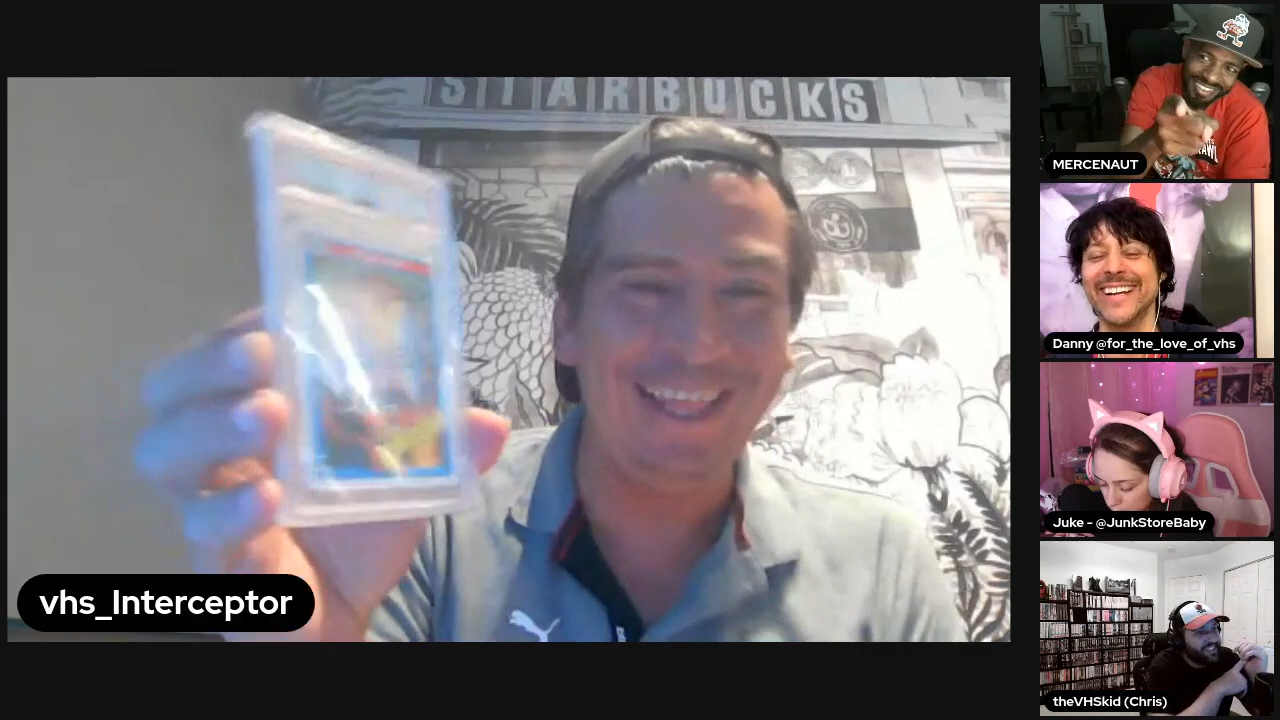 STARBUCKS
vhs_Interceptor
MERCENAUT
Danny @for_the_love_of_vhs
Juke - @JunkStoreBaby
theVHSkid (Chris)